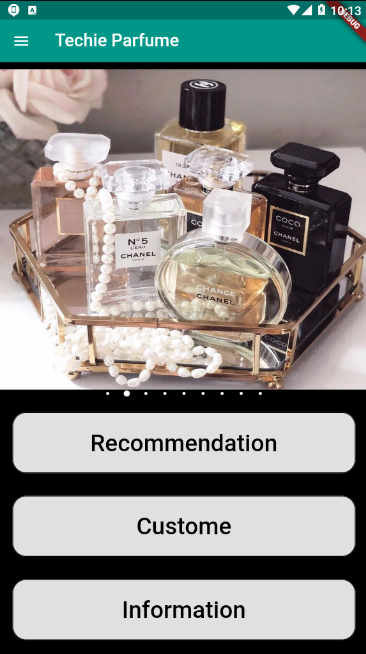 10:13
DEBUG
Techie Parfume
CHANEL
COCO
CHANEL
N°5
L'EAU
CHANEL
CHANCE
CHANEL
Recommendation
Custome
Information